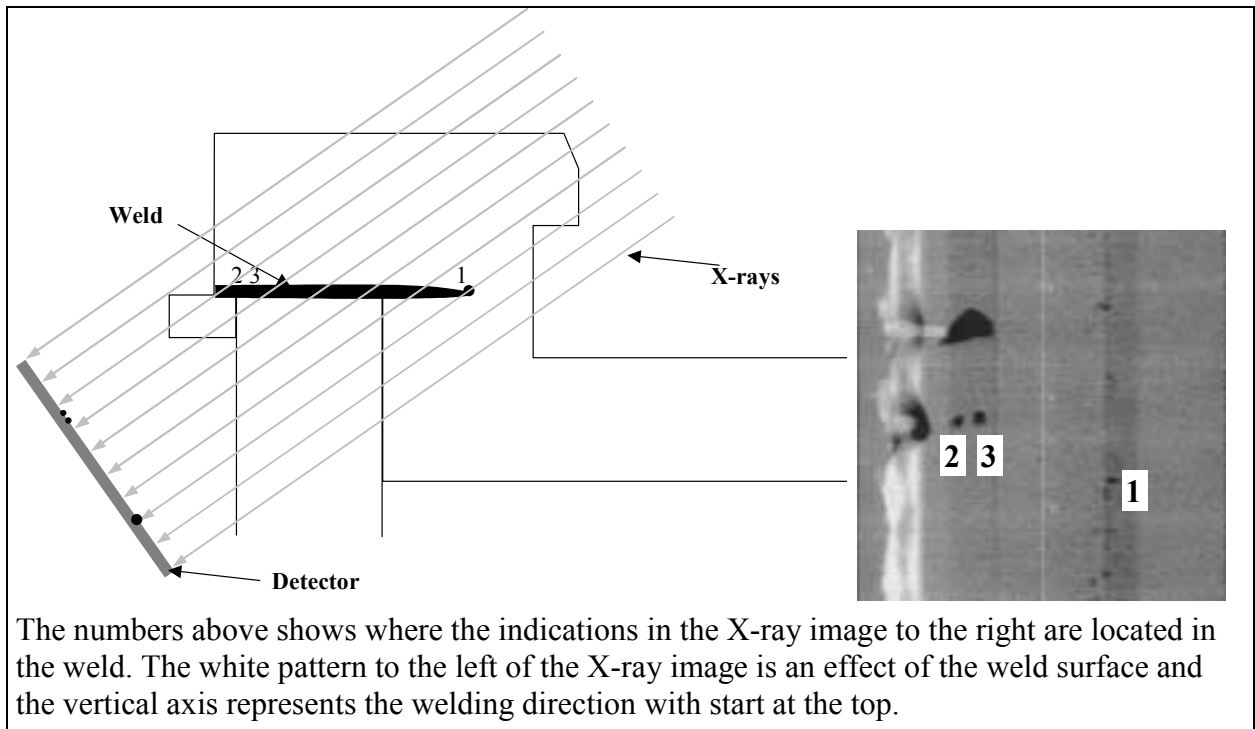 Weld
2 3
1
X-rays
2
3
1
Detector
The numbers above shows where the indications in the X-ray image to the right are located in
the weld. The white pattern to the left of the X-ray image is an effect of the weld surface and
the vertical axis represents the welding direction with start at the top.